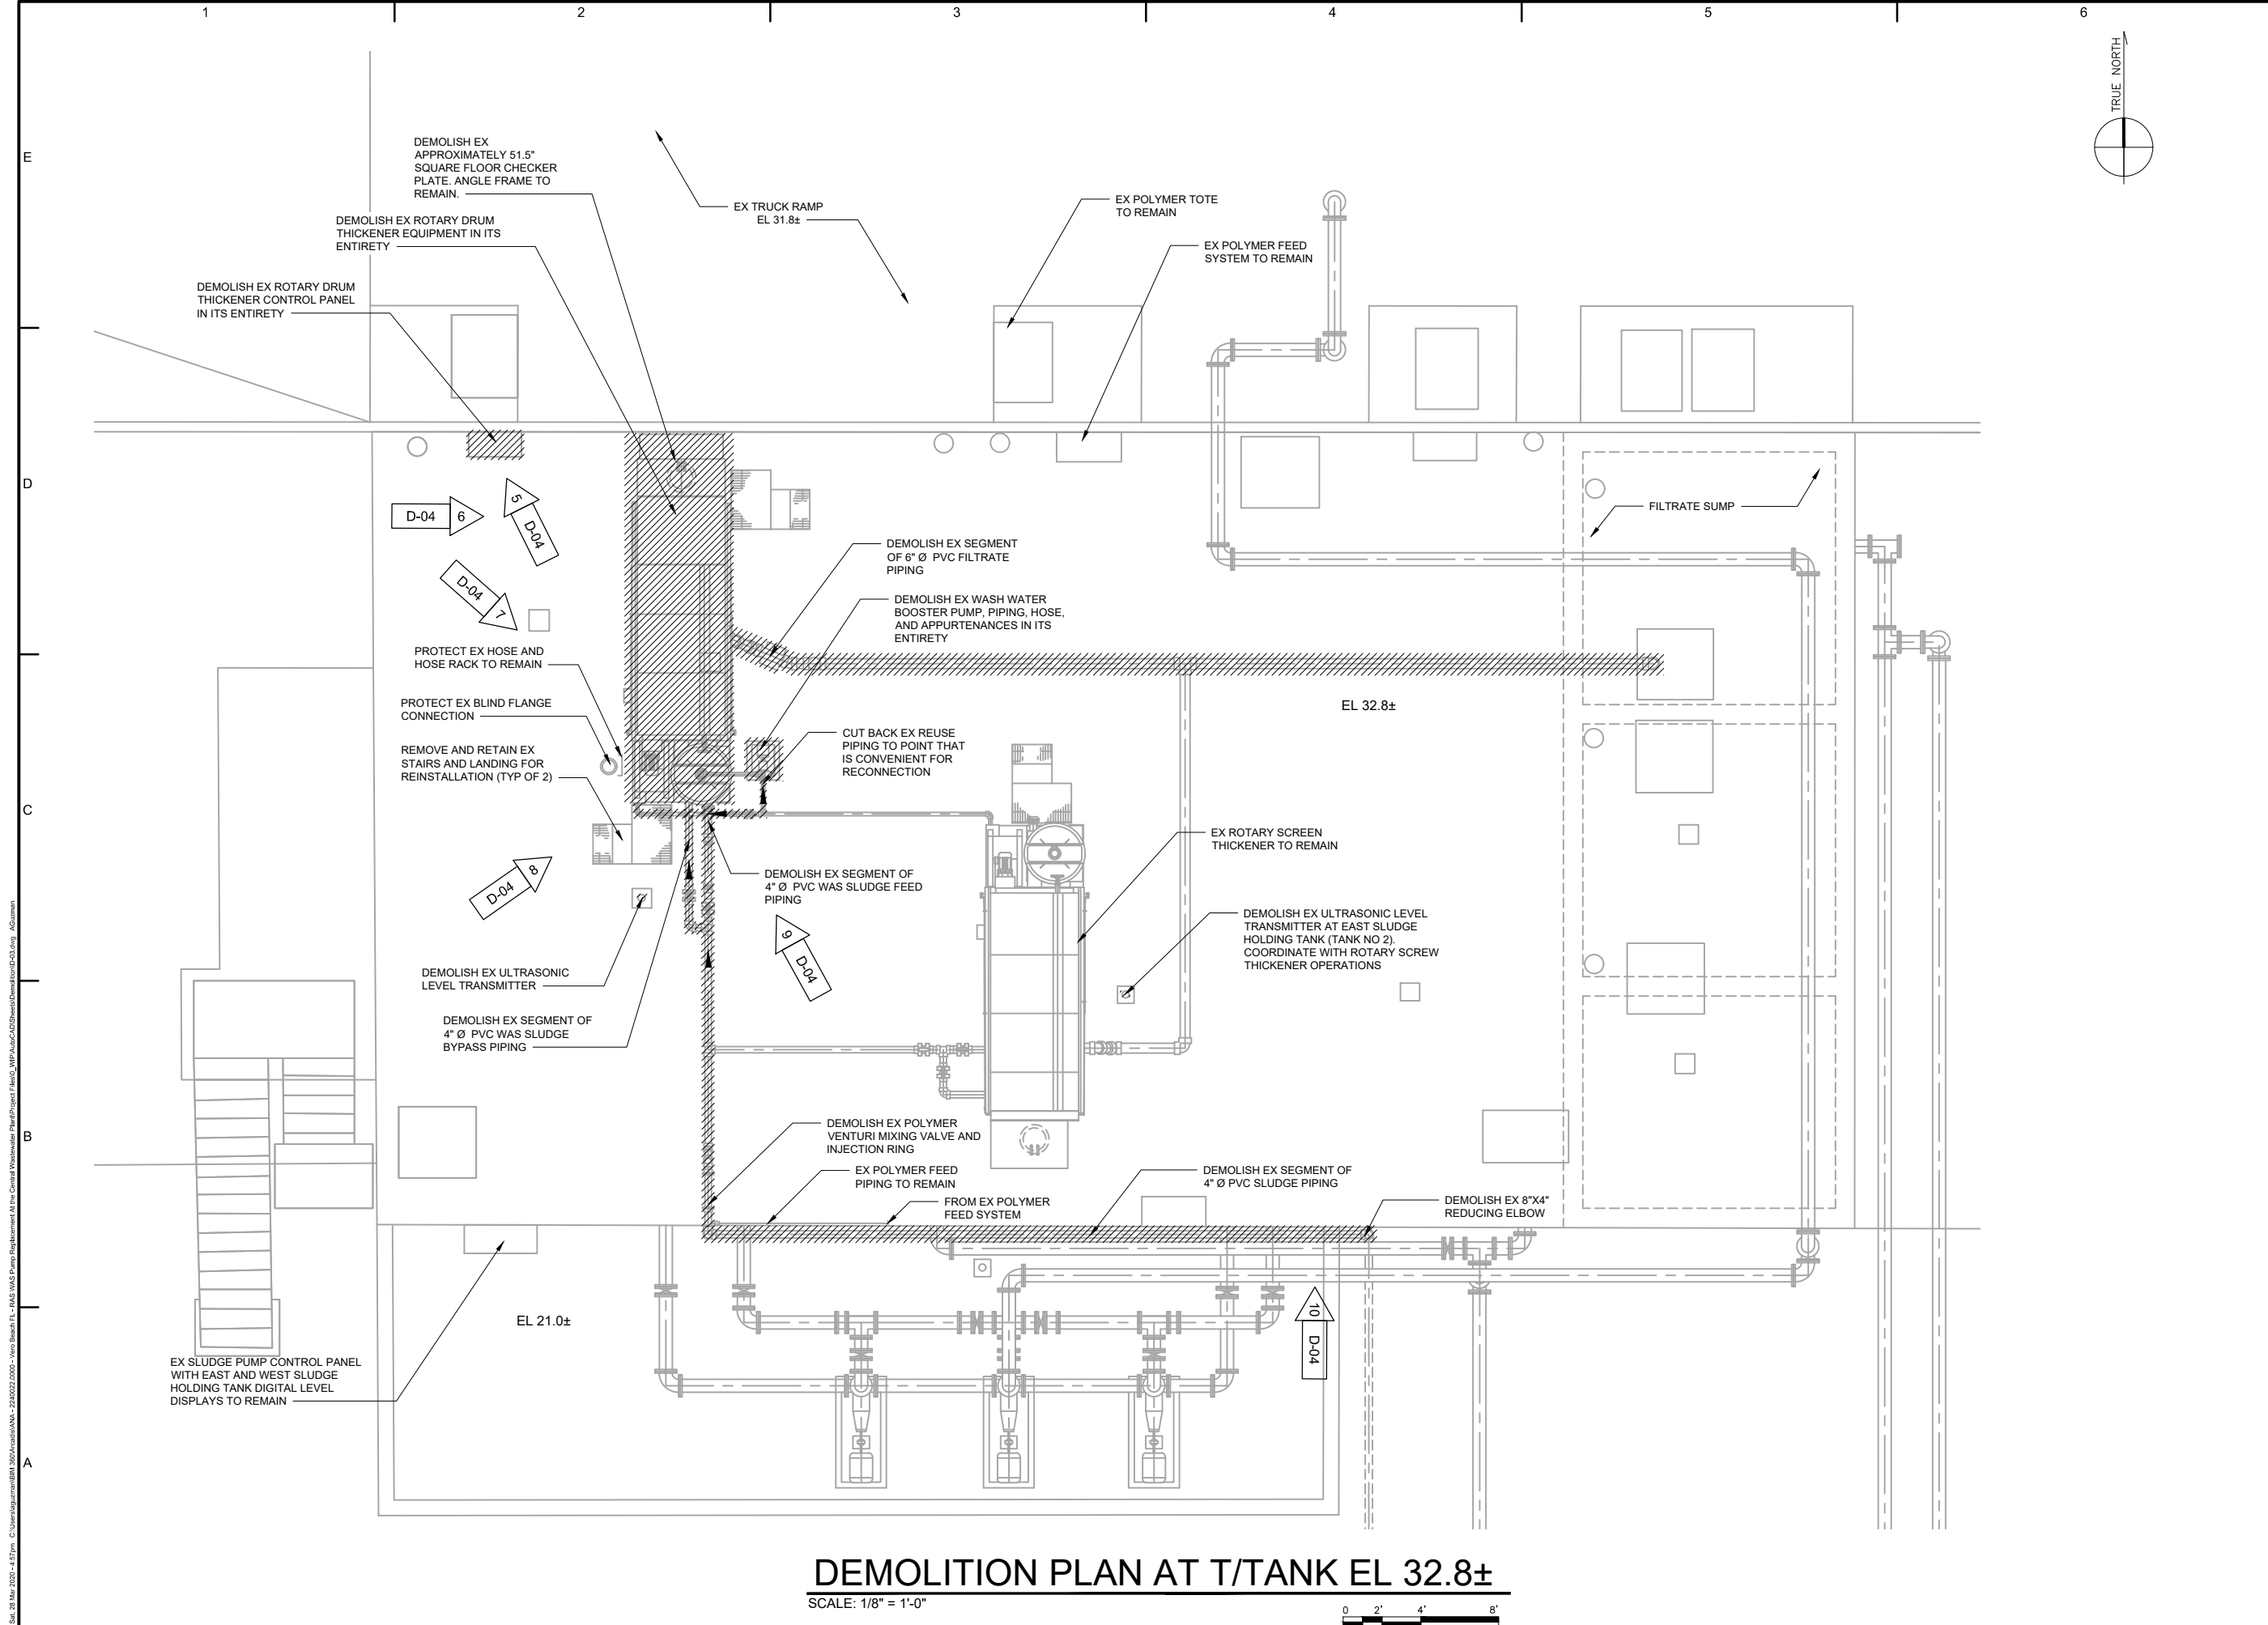 1
2
3
4
5
6
TRUE NORTH
E
D
C
B
A
DEMOLISH EX
APPROXIMATELY 51.5"
SQUARE FLOOR CHECKER
PLATE. ANGLE FRAME TO
REMAIN.
DEMOLISH EX ROTARY DRUM
THICKENER EQUIPMENT IN ITS
ENTIRETY
DEMOLISH EX ROTARY DRUM
THICKENER CONTROL PANEL
IN ITS ENTIRETY
EX TRUCK RAMP
EL 31.8±
EX POLYMER TOTE
TO REMAIN
EX POLYMER FEED
SYSTEM TO REMAIN
FILTRATE SUMP
D-04 6
5 D-04
D-04 7
DEMOLISH EX SEGMENT
OF 6" Ø PVC FILTRATE
PIPING
DEMOLISH EX WASH WATER
BOOSTER PUMP, PIPING, HOSE,
AND APPURTENANCES IN ITS
ENTIRETY
PROTECT EX HOSE AND
HOSE RACK TO REMAIN
PROTECT EX BLIND FLANGE
CONNECTION
REMOVE AND RETAIN EX
STAIRS AND LANDING FOR
REINSTALLATION (TYP OF 2)
CUT BACK EX REUSE
PIPING TO POINT THAT
IS CONVENIENT FOR
RECONNECTION
EL 32.8±
EX ROTARY SCREEN
THICKENER TO REMAIN
D-04 8
DEMOLISH EX SEGMENT OF
4" Ø PVC WAS SLUDGE FEED
PIPING
9 D-04
DEMOLISH EX ULTRASONIC LEVEL
TRANSMITTER AT EAST SLUDGE
HOLDING TANK (TANK NO 2).
COORDINATE WITH ROTARY SCREW
THICKENER OPERATIONS
DEMOLISH EX ULTRASONIC
LEVEL TRANSMITTER
DEMOLISH EX SEGMENT OF
4" Ø PVC WAS SLUDGE
BYPASS PIPING
DEMOLISH EX POLYMER
VENTURI MIXING VALVE AND
INJECTION RING
EX POLYMER FEED
PIPING TO REMAIN
FROM EX POLYMER
FEED SYSTEM
DEMOLISH EX SEGMENT OF
4" Ø PVC SLUDGE PIPING
DEMOLISH EX 8"X4"
REDUCING ELBOW
EL 21.0±
10 D-04
EX SLUDGE PUMP CONTROL PANEL
WITH EAST AND WEST SLUDGE
HOLDING TANK DIGITAL LEVEL
DISPLAYS TO REMAIN
DEMOLITION PLAN AT T/TANK EL 32.8±
SCALE: 1/8" = 1'-0"
0 2' 4' 8'
Sat, 28 Mar 2020 - 4:57pm